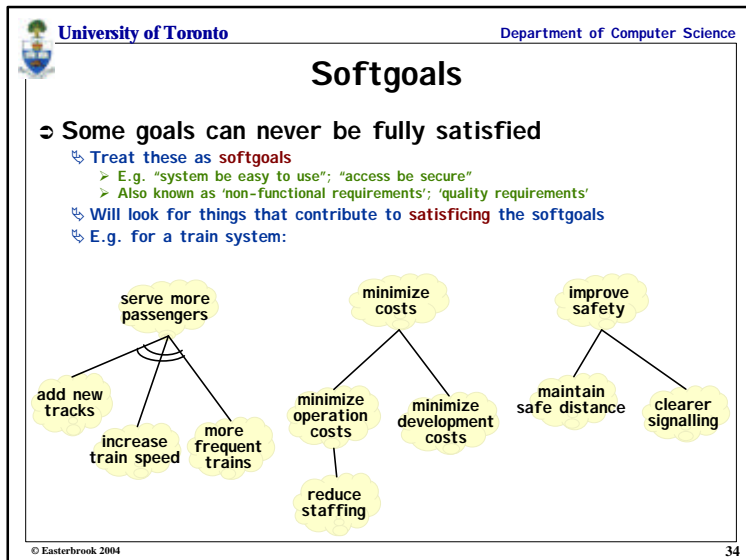 University of Toronto
Department of Computer Science
Softgoals
➲ Some goals can never be fully satisfied
Treat these as softgoals
➢ E.g. “system be easy to use”; “access be secure”
➢ Also known as ‘non-functional requirements’; ‘quality requirements’
Will look for things that contribute to satisficing the softgoals
E.g. for a train system:
serve more
passengers
minimize
costs
improve
safety
add new
tracks
increase
train speed
more
frequent
trains
minimize
operation
costs
minimize
development
costs
maintain
safe distance
clearer
signalling
reduce
staffing
© Easterbrook 2004
34